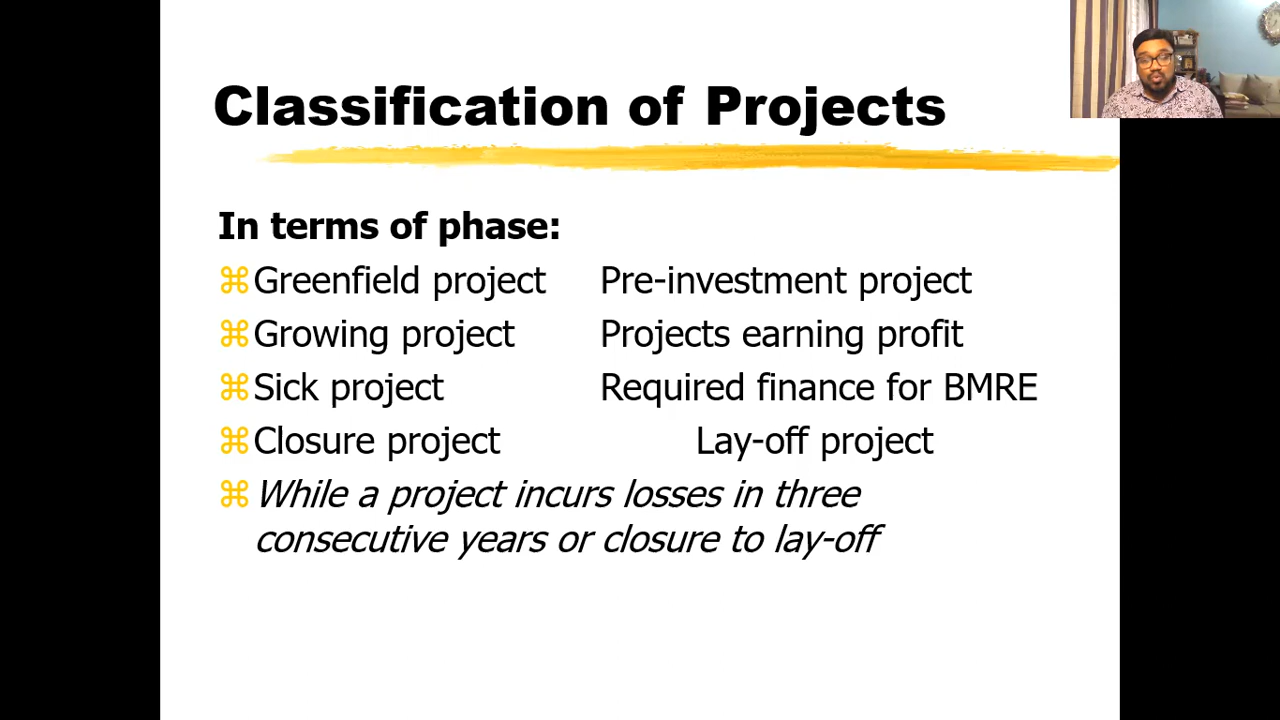 Classification of Projects
In terms of phase:
⌘Greenfield project Pre-investment project
⌘Growing project Projects earning profit
⌘Sick project Required finance for BMRE
⌘Closure project Lay-off project
⌘While a project incurs losses in three
consecutive years or closure to lay-off